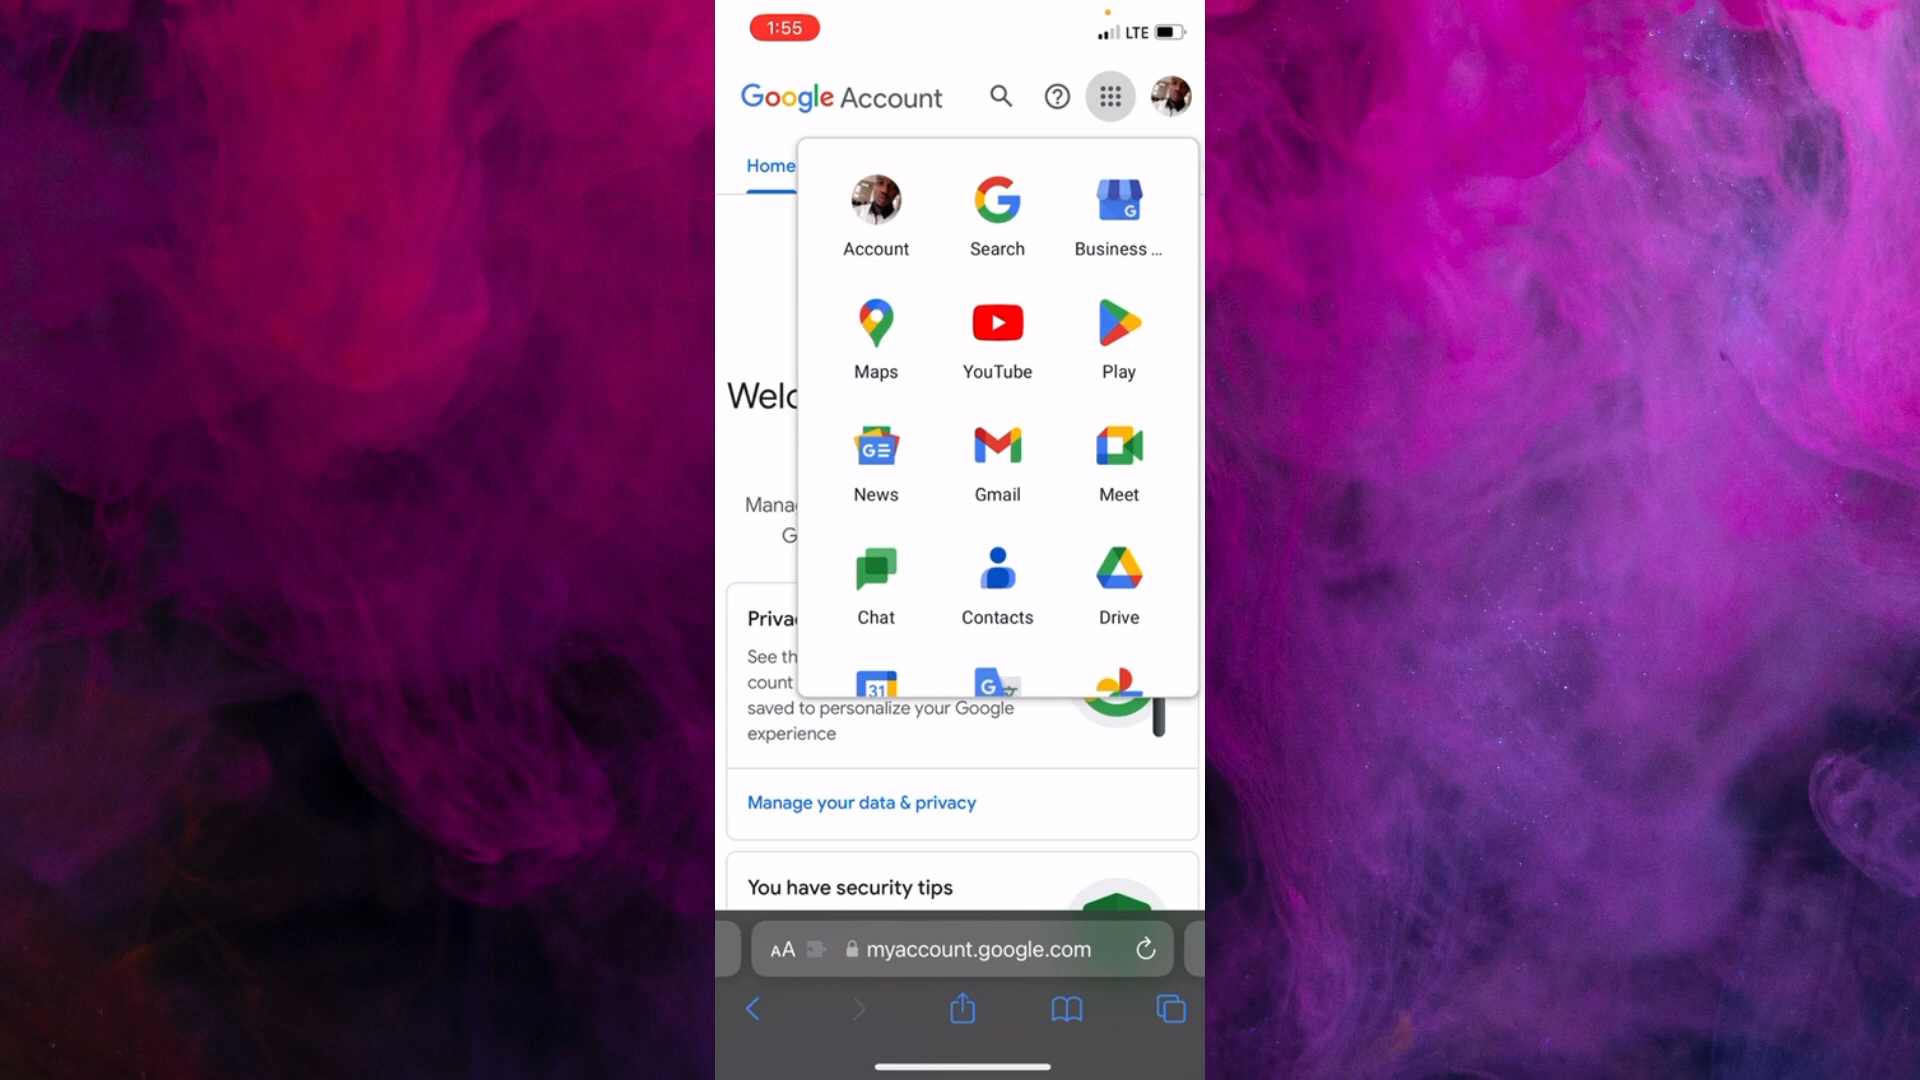 1:55
LTE
Google Account
Home
Account
Search
G
Business ...
Maps
YouTube
Play
Welc
GE
News
Gmail
Meet
Mana
G
Chat
Contacts
Drive
Priva
See th
count
31
G
saved to personalize your Google
experience
Manage your data & privacy
You have security tips
AA
myaccount.google.com